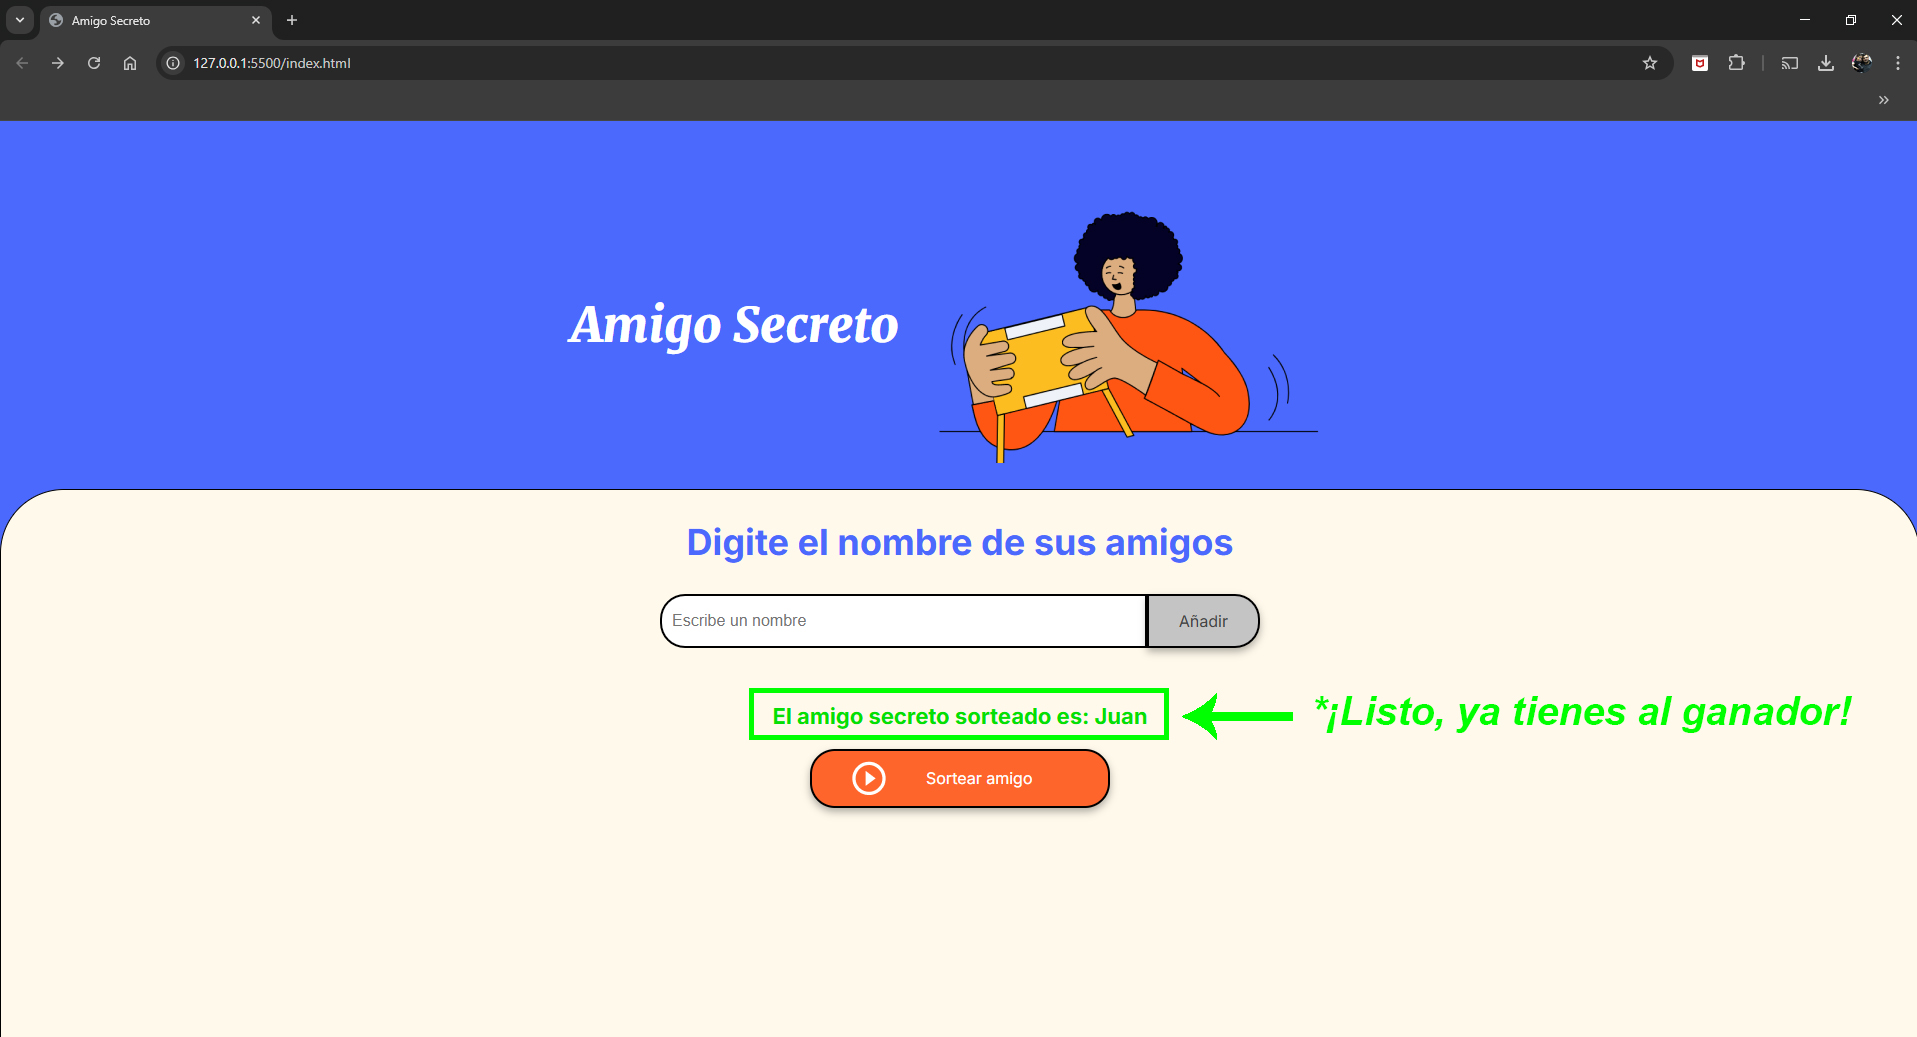 Amigo Secreto
127.0.0.1:5500/index.html
Amigo Secreto
Digite el nombre de sus amigos
Escribe un nombre
Añadir
El amigo secreto sorteado es: Juan
*¡Listo, ya tienes al ganador!
Sortear amigo